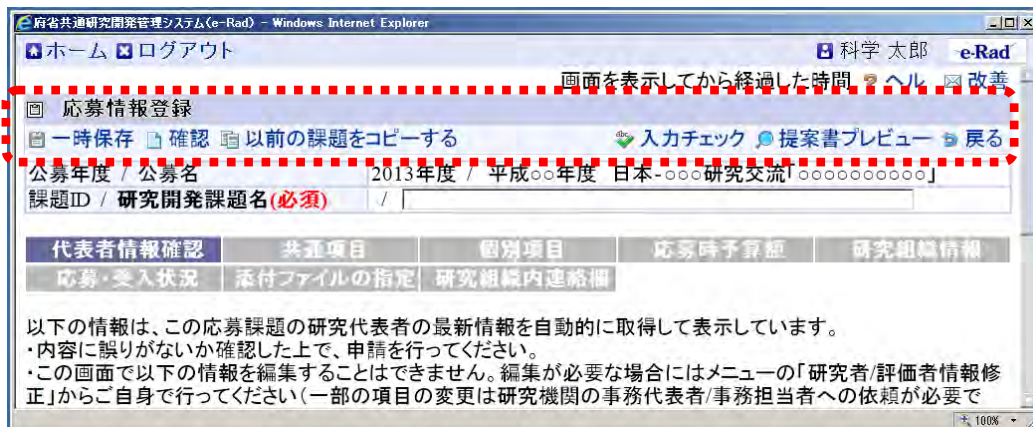 府省共通研究開発管理システム(e-Rad) - Windows Internet Explorer
ホーム ログアウト 科学 太郎 e-Rad
画面を表示してから経過した時間 ヘル 改善
応募情報登録
一時保存 確認 以前の課題をコピーする 入力チェック 提案書プレビュー 戻る
公募年度 / 公募名 2013年度 / 平成○○年度 日本-○○○研究交流「○○○○○○○○○○」
課題ID / 研究開発課題名(必須) /
代表者情報確認 共通項目 個別項目 応募時予算額 研究組織情報
応募・受入状況 添付ファイルの指定 研究組織内連絡欄
以下の情報は、この応募課題の研究代表者の最新情報を自動的に取得して表示しています。
・内容に誤りがないか確認した上で、申請を行ってください。
・この画面で以下の情報を編集することはできません。編集が必要な場合にはメニューの「研究者/評価者情報修
正」からご自身で行ってください(一部の項目の変更は研究機関の事務代表者/事務担当者への依頼が必要で
100%